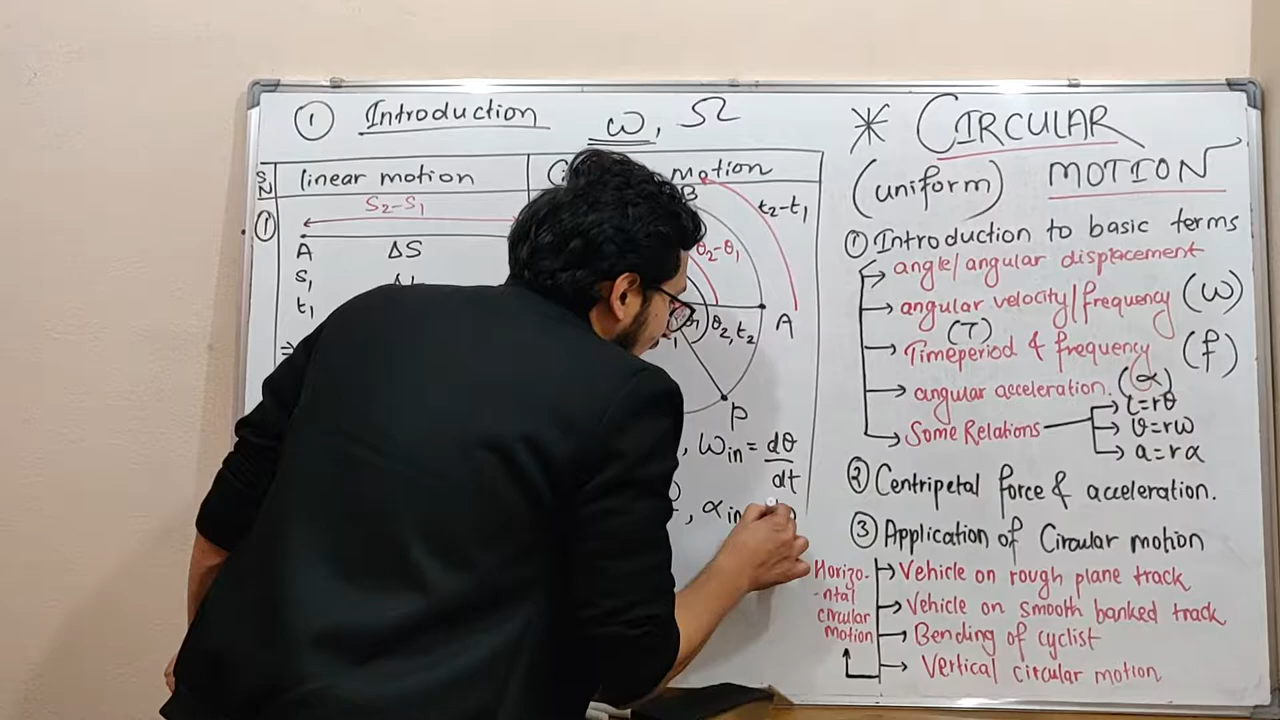 ① Introduction
ω, Ω
SN linear motion motion
① S₂-S₁
A ΔS
S₁
t₁
⇒
B
t₂-t₁
θ₂-θ₁
θ₂,t₂
A
P
, ωin = dθ/dt
, αin
* CIRCULAR
(uniform) MOTION
① Introduction to basic terms
→ angle/angular displacement
→ angular velocity/frequency (ω)
(T)
→ Timeperiod & frequency (f)
→ angular acceleration. (α)
→ Some Relations → l=rθ
→ v=rω
→ a=rα
② Centripetal force & acceleration.
③ Application of Circular motion
Horizo-
-ntal
circular
motion
→ Vehicle on rough plane track
→ Vehicle on smooth banked track
→ Bending of cyclist
→ Vertical circular motion